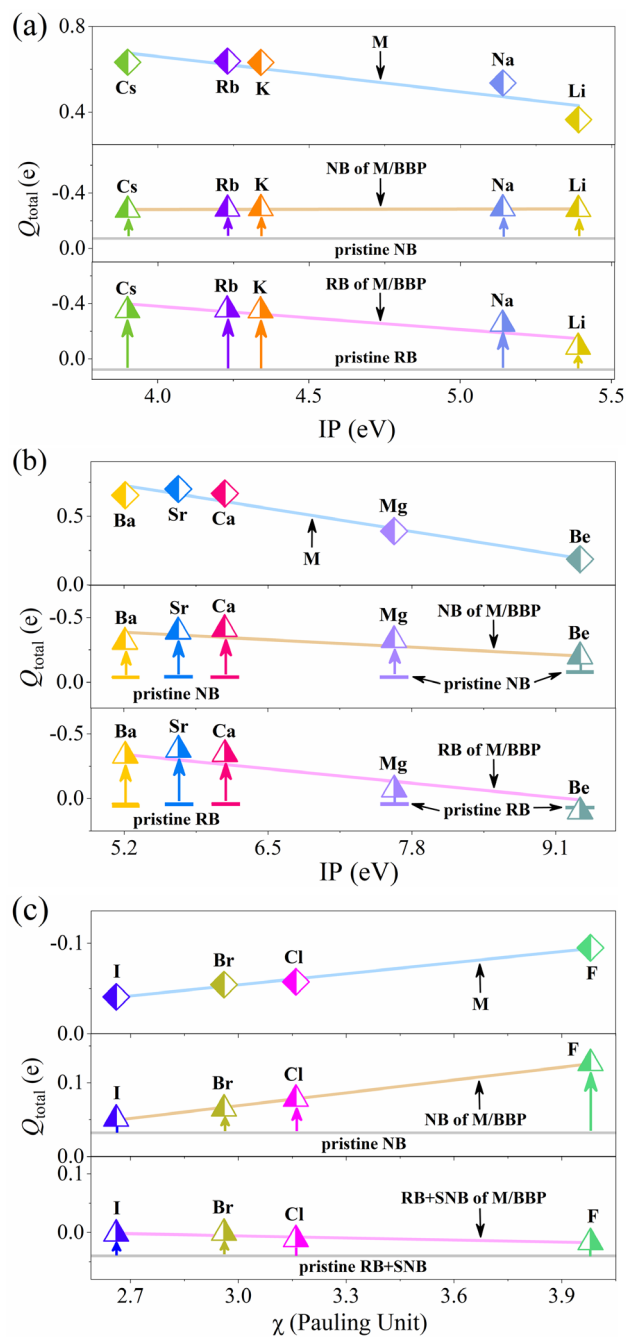 (a)
0.8
M
Na
Cs
Rb
K
Li
0.4
NB of M/BBP
Cs
Rb
K
Na
Li
-0.4
0.0
pristine NB
Qtotal (e)
RB of M/BBP
Cs
Rb
K
Na
Li
-0.4
0.0
pristine RB
4.0 4.5 5.0 5.5
IP (eV)
(b)
Ba
Sr
Ca
Mg
Be
0.5
M
0.0
Ba
Sr
Ca
Mg
NB of M/BBP
Be
-0.5
0.0
pristine NB
pristine NB
Qtotal (e)
Ba
Sr
Ca
Mg
RB of M/BBP
Be
-0.5
0.0
pristine RB
pristine RB
5.2 6.5 7.8 9.1
IP (eV)
(c)
-0.1
I
Br
Cl
F
M
0.0
I
Br
Cl
F
0.1
NB of M/BBP
pristine NB
0.0
Qtotal (e)
0.1
I
Br
Cl
RB+SNB of M/BBP
F
0.0
pristine RB+SNB
2.7 3.0 3.3 3.6 3.9
χ (Pauling Unit)